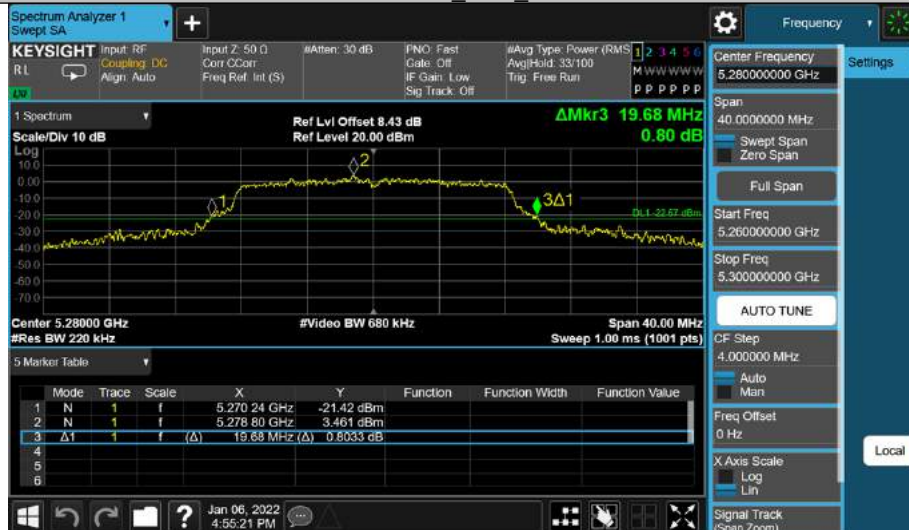 Spectrum Analyzer 1
Swept SA
+
Frequency
KEYSIGHT
RL
Input: RF
Coupling: DC
Align: Auto
Input Z: 50 Ω
Corr CCorr
Freq Ref: Int (S)
#Atten: 30 dB
PNO: Fast
Gate: Off
IF Gain: Low
Sig Track: Off
#Avg Type: Power (RMS
Avg|Hold: 33/100
Trig: Free Run
1 2 3 4 5 6
M W W W W W
P P P P P P
LXI
1 Spectrum
Scale/Div 10 dB
Ref Lvl Offset 8.43 dB
Ref Level 20.00 dBm
ΔMkr3 19.68 MHz
0.80 dB
Log
10.0
0.00
-10.0
-20.0
-30.0
-40.0
-50.0
-60.0
-70.0
1
2
3Δ1
DL1 -22.57 dBm
Center 5.28000 GHz
#Res BW 220 kHz
#Video BW 680 kHz
Span 40.00 MHz
Sweep 1.00 ms (1001 pts)
5 Marker Table
Mode Trace Scale X Y Function Function Width Function Value
1 N 1 f 5.270 24 GHz -21.42 dBm
2 N 1 f 5.278 80 GHz 3.461 dBm
3 Δ1 1 f (Δ) 19.68 MHz (Δ) 0.8033 dB
4
5
6
?
Jan 06, 2022
4:55:21 PM
Center Frequency
5.280000000 GHz
Span
40.0000000 MHz
Swept Span
Zero Span
Full Span
Start Freq
5.260000000 GHz
Stop Freq
5.300000000 GHz
AUTO TUNE
CF Step
4.000000 MHz
Auto
Man
Freq Offset
0 Hz
X Axis Scale
Log
Lin
Signal Track
(Span Zoom)
Settings
Local